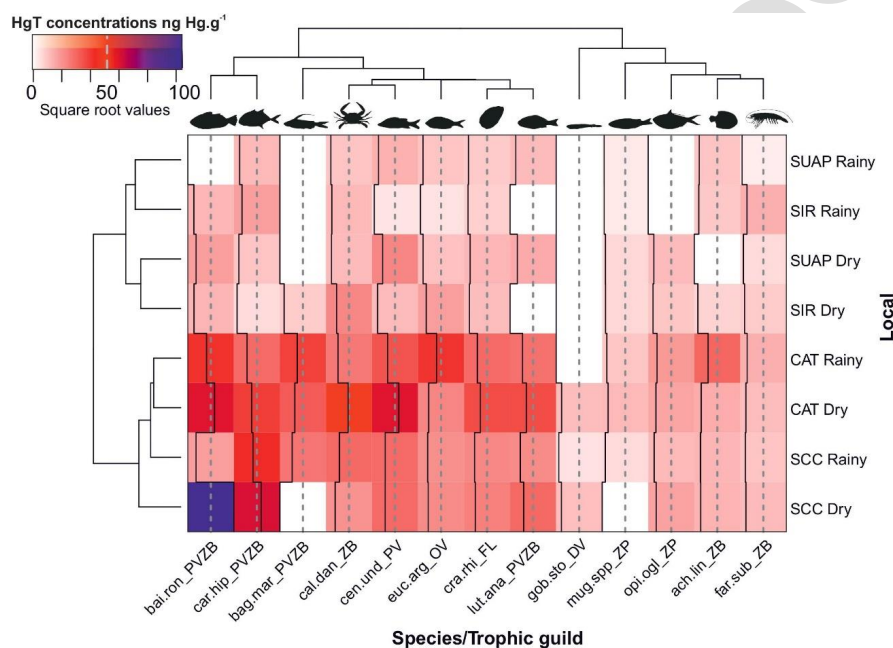 HgT concentrations ng Hg.g⁻¹
0 50 100
Square root values
SUAP Rainy
SIR Rainy
SUAP Dry
SIR Dry
CAT Rainy
CAT Dry
SCC Rainy
SCC Dry
Local
bai.ron_PVZB
car.hip_PVZB
bag.mar_PVZB
cal.dan_ZB
cen.und_PV
euc.arg_OV
cra.rhi_FL
lut.ana_PVZB
gob.sto_DV
mug.spp_ZP
opi.ogl_ZP
ach.lin_ZB
far.sub_ZB
Species/Trophic guild